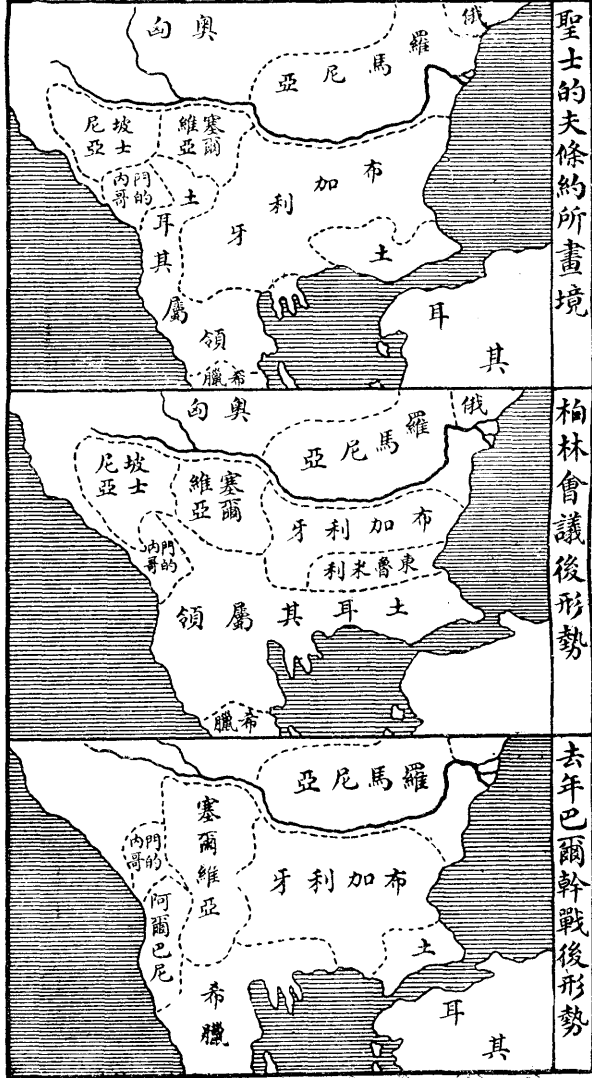 聖士的夫條約所畫境
俄
羅馬尼亞
奧匈
布加利牙
塞爾維亞
坡士尼亞
門的內哥
土耳其屬領
希臘
土
耳其
柏林會議後形勢
俄
羅馬尼亞
奧匈
塞爾維亞
坡士尼亞
布加利牙
東魯米利
門的內哥
土耳其屬領
希臘
去年巴爾幹戰後形勢
羅馬尼亞
塞爾維亞
門的內哥
布加利牙
阿爾巴尼
希臘
土
耳其